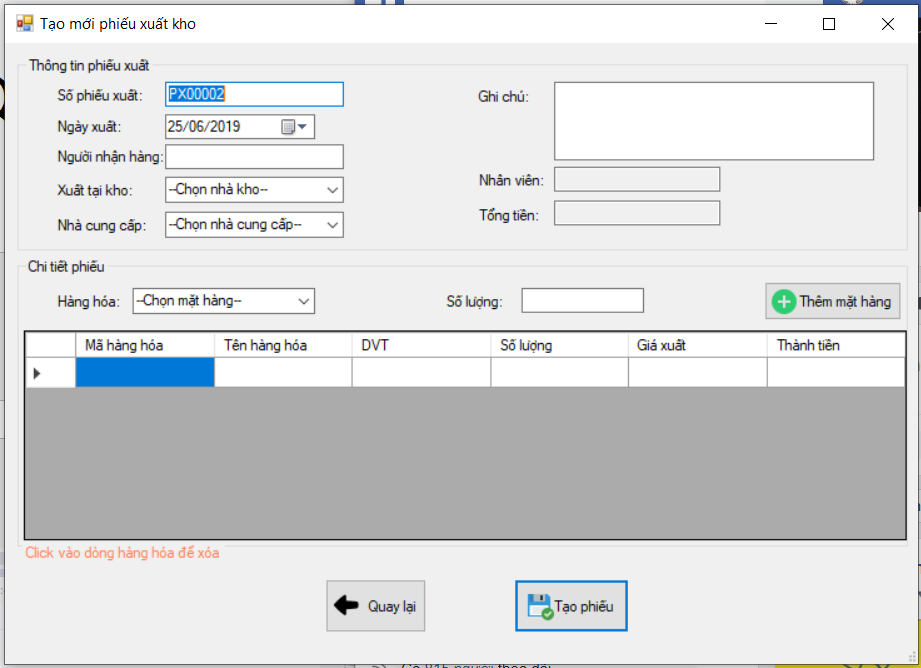 Tạo mới phiếu xuất kho
Thông tin phiếu xuất
Số phiếu xuất: PX00002
Ngày xuất: 25/06/2019
Người nhận hàng:
Xuất tại kho: --Chọn nhà kho--
Nhà cung cấp: --Chọn nhà cung cấp--
Ghi chú:
Nhân viên:
Tổng tiền:
Chi tiết phiếu
Hàng hóa: --Chọn mặt hàng-- Số lượng: Thêm mặt hàng
Mã hàng hóa Tên hàng hóa DVT Số lượng Giá xuất Thành tiền
Click vào dòng hàng hóa để xóa
Quay lại Tạo phiếu